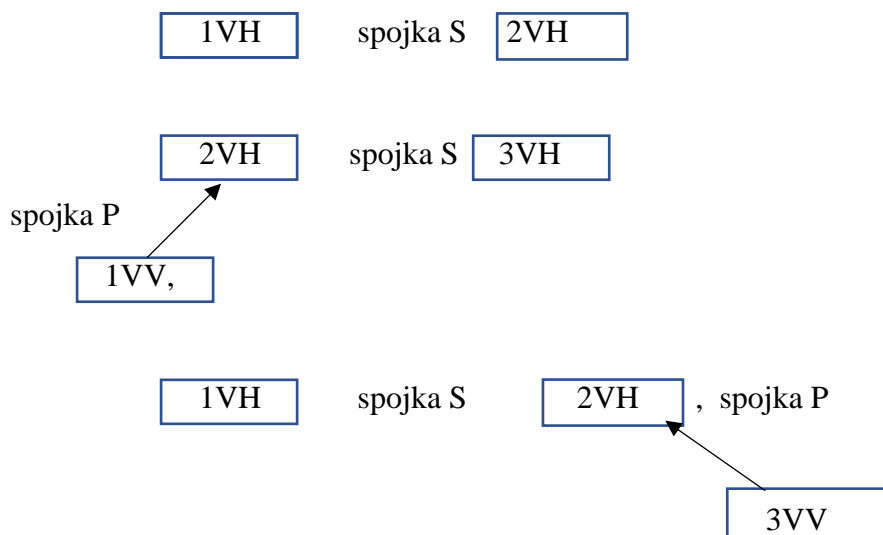 1VH spojka S 2VH
2VH spojka S 3VH
spojka P
1VV,
1VH spojka S 2VH , spojka P
3VV